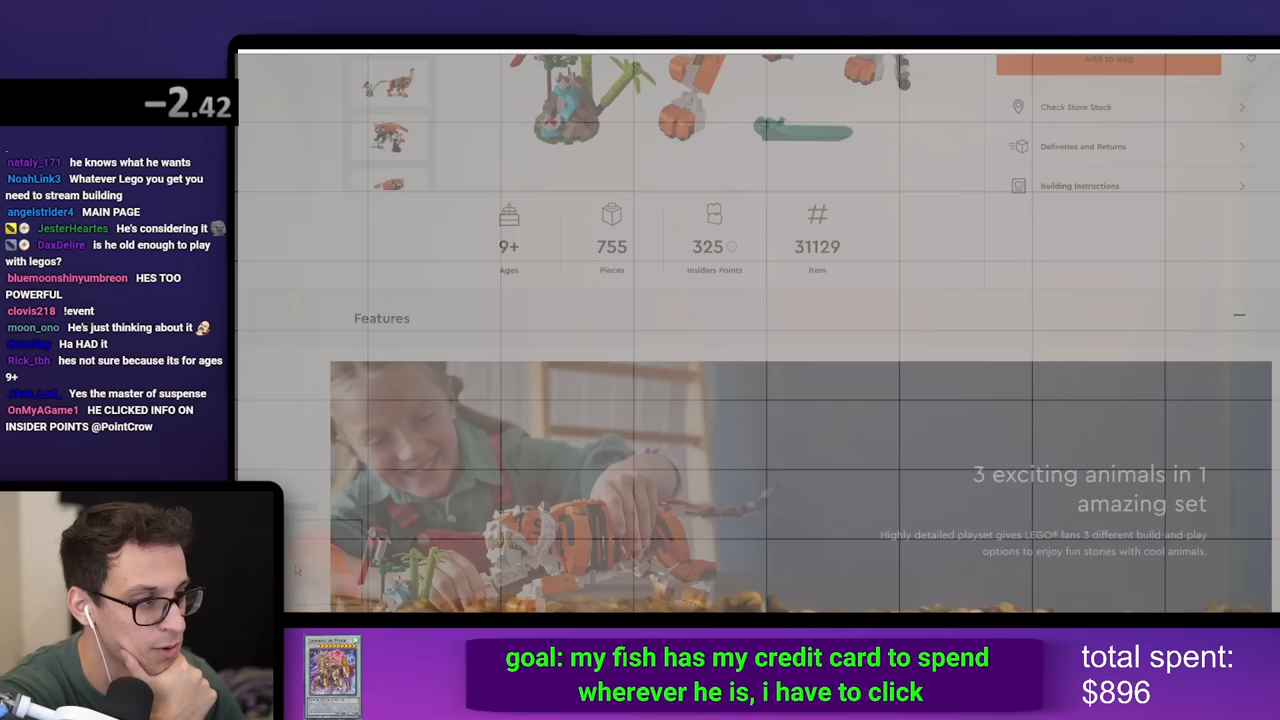 -2.42
nataly_171 he knows what he wants
NoahLink3 Whatever Lego you get you
need to stream building
angelstrider4 MAIN PAGE
JesterHeartes He's considering it
DaxDelire is he old enough to play
with legos?
bluemoonshinyumbreon HES TOO
POWERFUL
clovis218 !event
moon_ono He's just thinking about it
Ha HAD it
Rick_tbh hes not sure because its for ages
9+
Yes the master of suspense
OnMyAGame1 HE CLICKED INFO ON
INSIDER POINTS @PointCrow
Add to Bag
Check Store Stock
Deliveries and Returns
Building Instructions
9+ 755 325 31129
Ages Pieces Insiders Points Item
Features
3 exciting animals in 1
amazing set
Highly detailed playset gives LEGO® fans 3 different build-and-play
options to enjoy fun stories with cool animals.
goal: my fish has my credit card to spend
wherever he is, i have to click
total spent:
$896